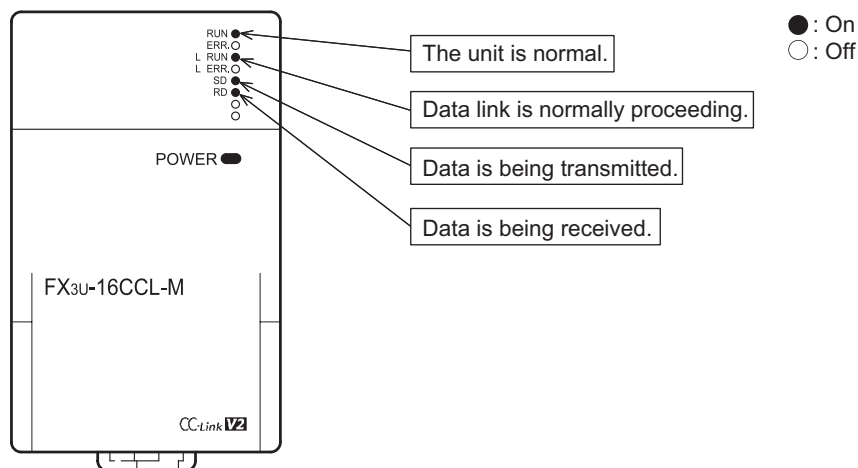 RUN
ERR.
L RUN
L ERR.
SD
RD
The unit is normal.
Data link is normally proceeding.
Data is being transmitted.
Data is being received.
: On
: Off
POWER
FX3U-16CCL-M
CC-Link V2